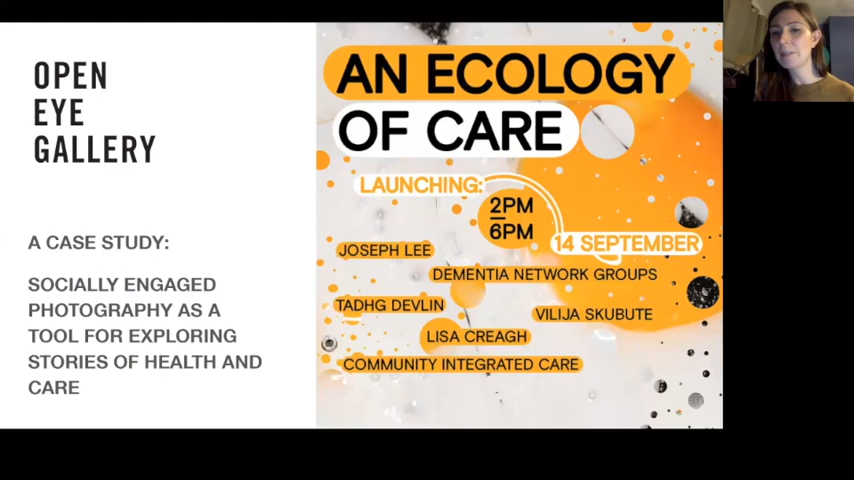 OPEN
EYE
GALLERY
A CASE STUDY:
SOCIALLY ENGAGED
PHOTOGRAPHY AS A
TOOL FOR EXPLORING
STORIES OF HEALTH AND
CARE
AN ECOLOGY
OF CARE
LAUNCHING:
2PM
6PM
14 SEPTEMBER
JOSEPH LEE
DEMENTIA NETWORK GROUPS
TADHG DEVLIN
VILIJA SKUBUTE
LISA CREAGH
COMMUNITY INTEGRATED CARE